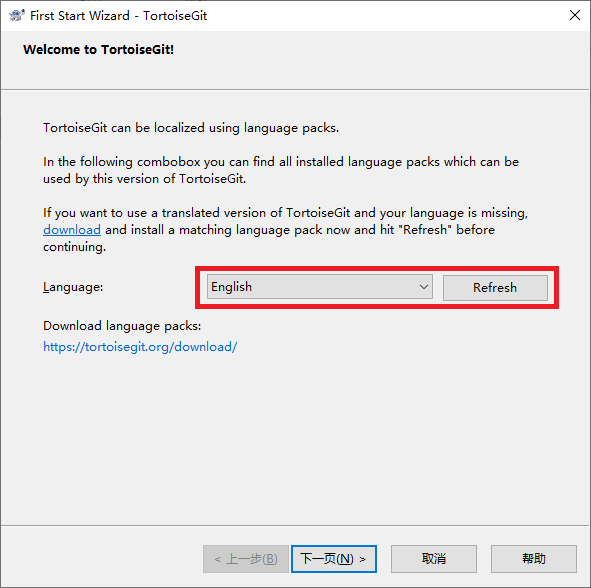 First Start Wizard - TortoiseGit
Welcome to TortoiseGit!
TortoiseGit can be localized using language packs.
In the following combobox you can find all installed language packs which can be
used by this version of TortoiseGit.
If you want to use a translated version of TortoiseGit and your language is missing,
download and install a matching language pack now and hit "Refresh" before
continuing.
Language: English Refresh
Download language packs:
https://tortoisegit.org/download/
< 上一步(B) 下一页(N) > 取消 帮助